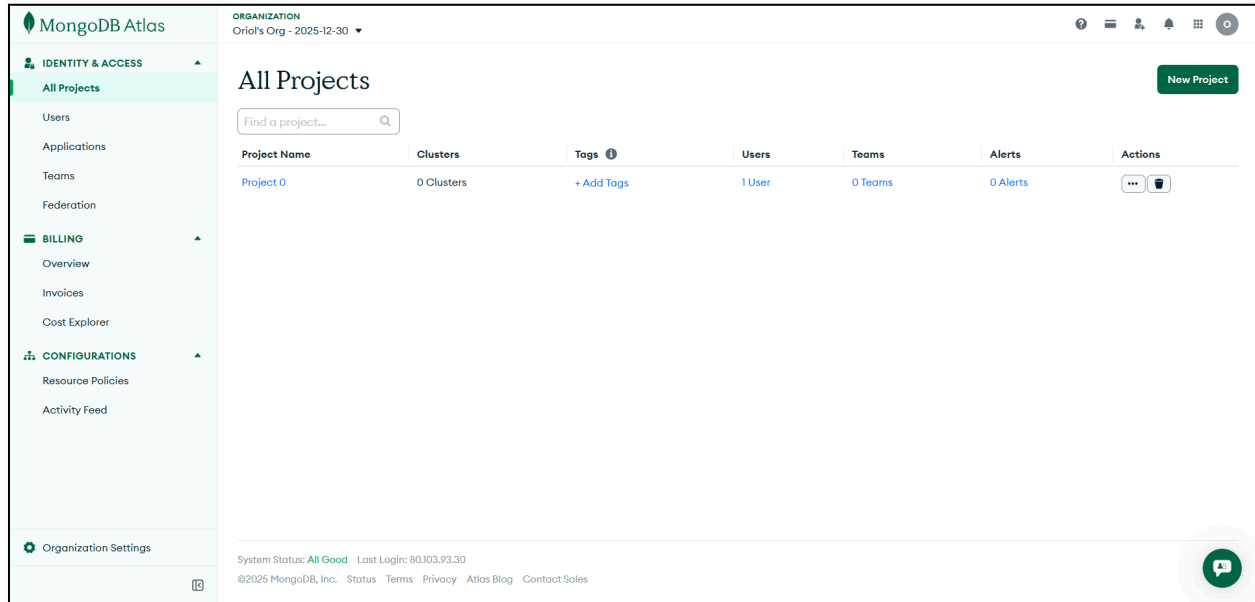 MongoDB Atlas
ORGANIZATION
Oriol's Org - 2025-12-30
IDENTITY & ACCESS
All Projects
Users
Applications
Teams
Federation
BILLING
Overview
Invoices
Cost Explorer
CONFIGURATIONS
Resource Policies
Activity Feed
Organization Settings
O
All Projects
New Project
Find a project...
Project Name Clusters Tags Users Teams Alerts Actions
Project 0 0 Clusters + Add Tags 1 User 0 Teams 0 Alerts
System Status: All Good Last Login: 80.103.93.30
©2025 MongoDB, Inc. Status Terms Privacy Atlas Blog Contact Sales